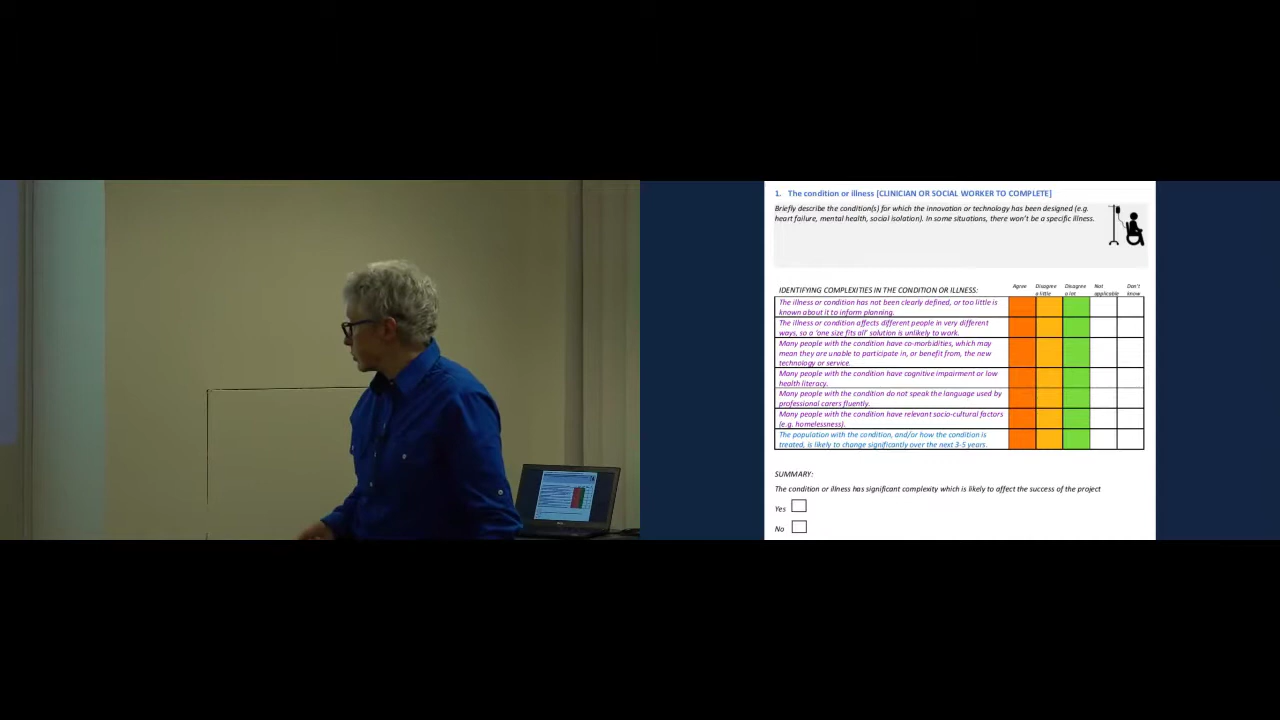 1. The condition or illness [CLINICIAN OR SOCIAL WORKER TO COMPLETE]
Briefly describe the condition(s) for which the innovation or technology has been designed (e.g.
heart failure, mental health, social isolation). In some situations, there won't be a specific illness.
IDENTIFYING COMPLEXITIES IN THE CONDITION OR ILLNESS:
Agree
Disagree
a little
Disagree
a lot
Not
applicable
Don't
know
The illness or condition has not been clearly defined, or too little is
known about it to inform planning.
The illness or condition affects different people in very different
ways, so a 'one size fits all' solution is unlikely to work.
Many people with the condition have co-morbidities, which may
mean they are unable to participate in, or benefit from, the new
technology or service.
Many people with the condition have cognitive impairment or low
health literacy.
Many people with the condition do not speak the language used by
professional carers fluently.
Many people with the condition have relevant socio-cultural factors
(e.g. homelessness).
The population with the condition, and/or how the condition is
treated, is likely to change significantly over the next 3-5 years.
SUMMARY:
The condition or illness has significant complexity which is likely to affect the success of the project
Yes
No